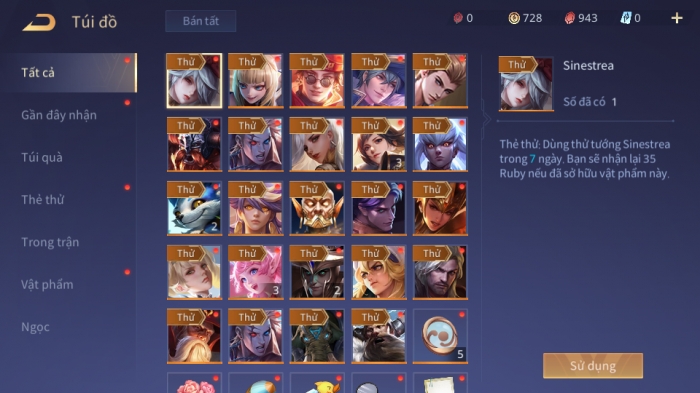 Túi đồ
Bán tất
0
728
943
0
Tất cả
Gần đây nhận
Túi quà
Thẻ thử
Trong trận
Vật phẩm
Ngọc
Thử Thử Thử Thử Thử
Thử Thử Thử Thử Thử
3
Thử Thử Thử Thử Thử
2
Thử Thử Thử Thử Thử
3 2
Thử Thử Thử Thử
5
Thử
Sinestrea
Số đã có 1
Thẻ thử: Dùng thử tướng Sinestrea
trong 7 ngày. Bạn sẽ nhận lại 35
Ruby nếu đã sở hữu vật phẩm này.
Sử dụng